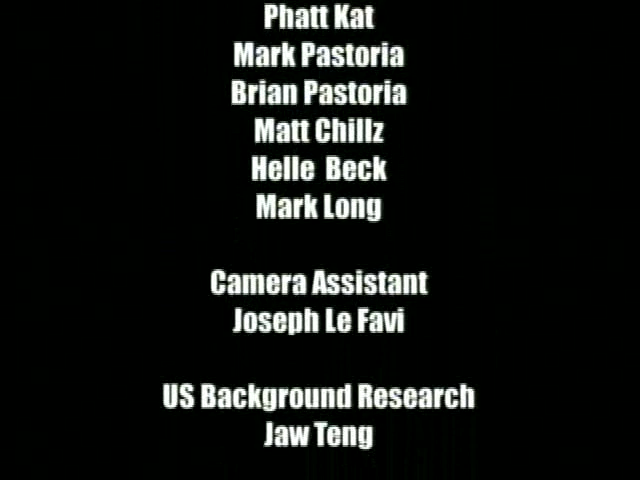 Phatt Kat
Mark Pastoria
Brian Pastoria
Matt Chillz
Helle Beck
Mark Long
Camera Assistant
Joseph Le Favi
US Background Research
Jaw Teng